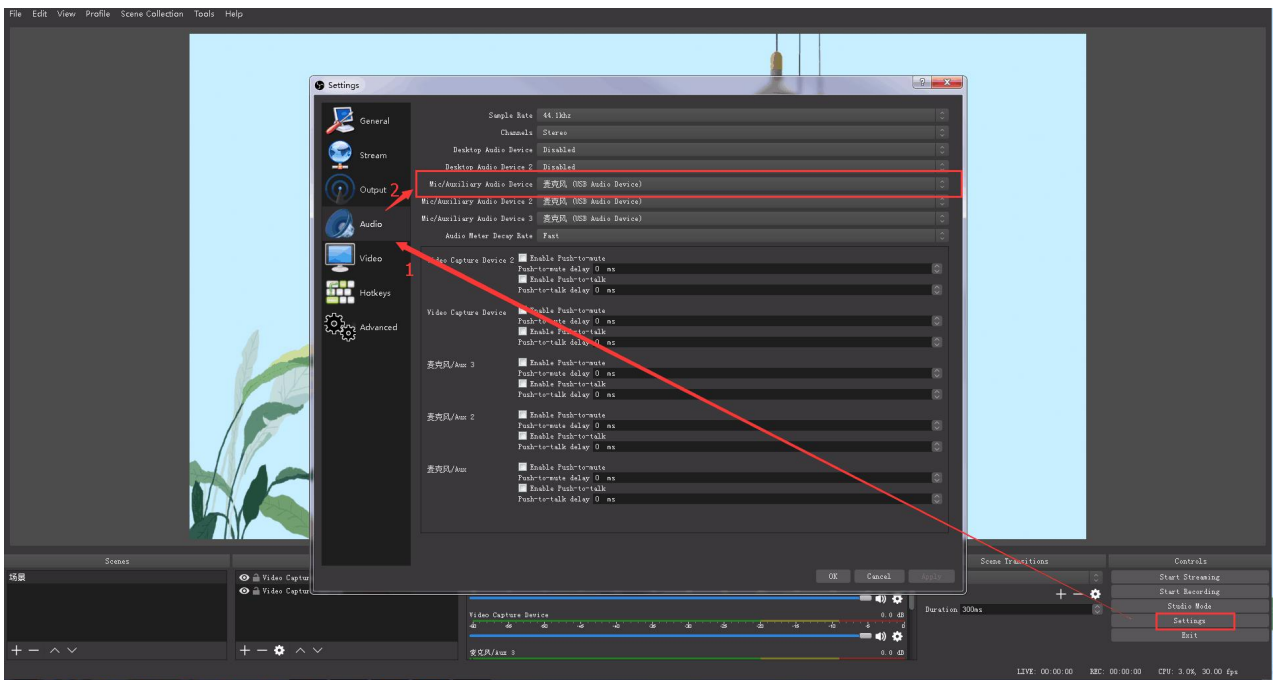 File Edit View Profile Scene Collection Tools Help
Settings
General
Stream
Output
Audio
Video
Hotkeys
Advanced
2
1
Sample Rate 44.1khz
Channels Stereo
Desktop Audio Device Disabled
Desktop Audio Device 2 Disabled
Mic/Auxiliary Audio Device 麦克风 (USB Audio Device)
Mic/Auxiliary Audio Device 2 麦克风 (USB Audio Device)
Mic/Auxiliary Audio Device 3 麦克风 (USB Audio Device)
Audio Meter Decay Rate Fast
Video Capture Device 2 Enable Push-to-mute
Push-to-mute delay 0 ms
Enable Push-to-talk
Push-to-talk delay 0 ms
Video Capture Device Enable Push-to-mute
Push-to-mute delay 0 ms
Enable Push-to-talk
Push-to-talk delay 0 ms
麦克风/Aux 3 Enable Push-to-mute
Push-to-mute delay 0 ms
Enable Push-to-talk
Push-to-talk delay 0 ms
麦克风/Aux 2 Enable Push-to-mute
Push-to-mute delay 0 ms
Enable Push-to-talk
Push-to-talk delay 0 ms
麦克风/Aux Enable Push-to-mute
Push-to-mute delay 0 ms
Enable Push-to-talk
Push-to-talk delay 0 ms
OK Cancel Apply
Scenes
场景
Video Captur
Video Captur
Video Capture Device 0.0 dB
麦克风/Aux 3 0.0 dB
Scene Transitions
Duration 300ms
Controls
Start Streaming
Start Recording
Studio Mode
Settings
Exit
LIVE: 00:00:00 REC: 00:00:00 CPU: 3.0%, 30.00 fps